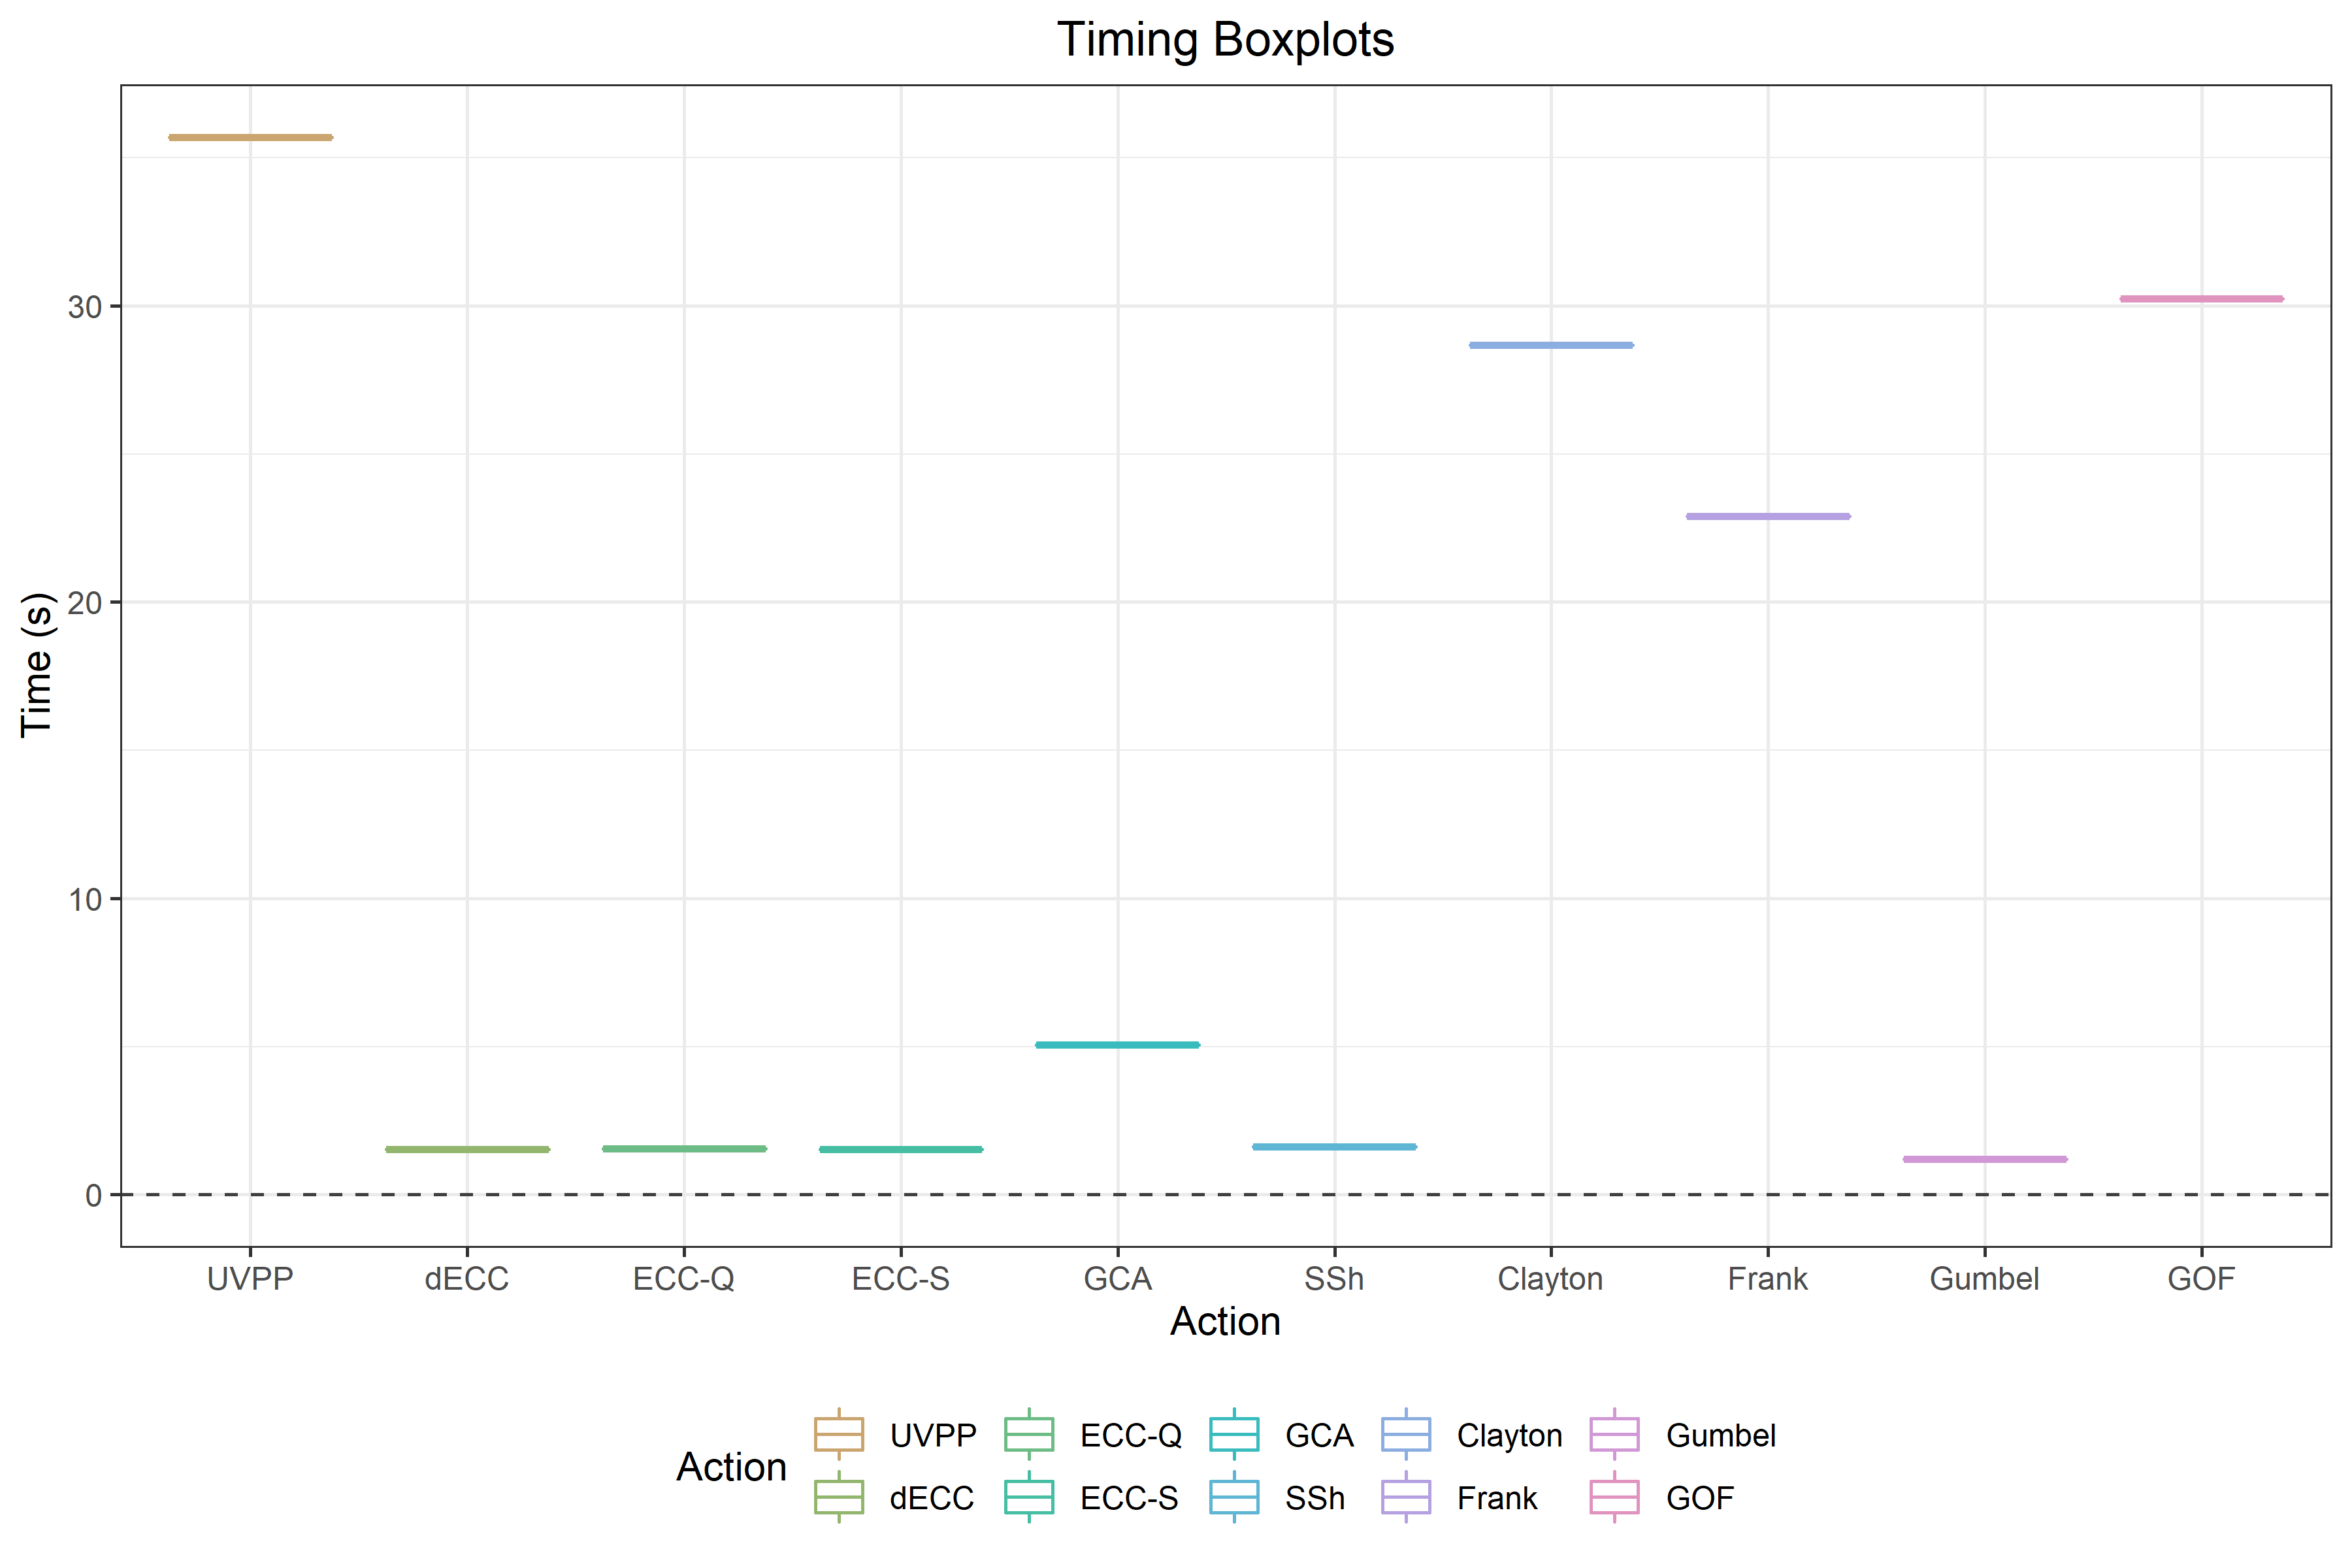 Timing Boxplots
Time (s)
30
20
10
0
UVPP dECC ECC-Q ECC-S GCA SSh Clayton Frank Gumbel GOF
Action
Action
UVPP ECC-Q GCA Clayton Gumbel
dECC ECC-S SSh Frank GOF